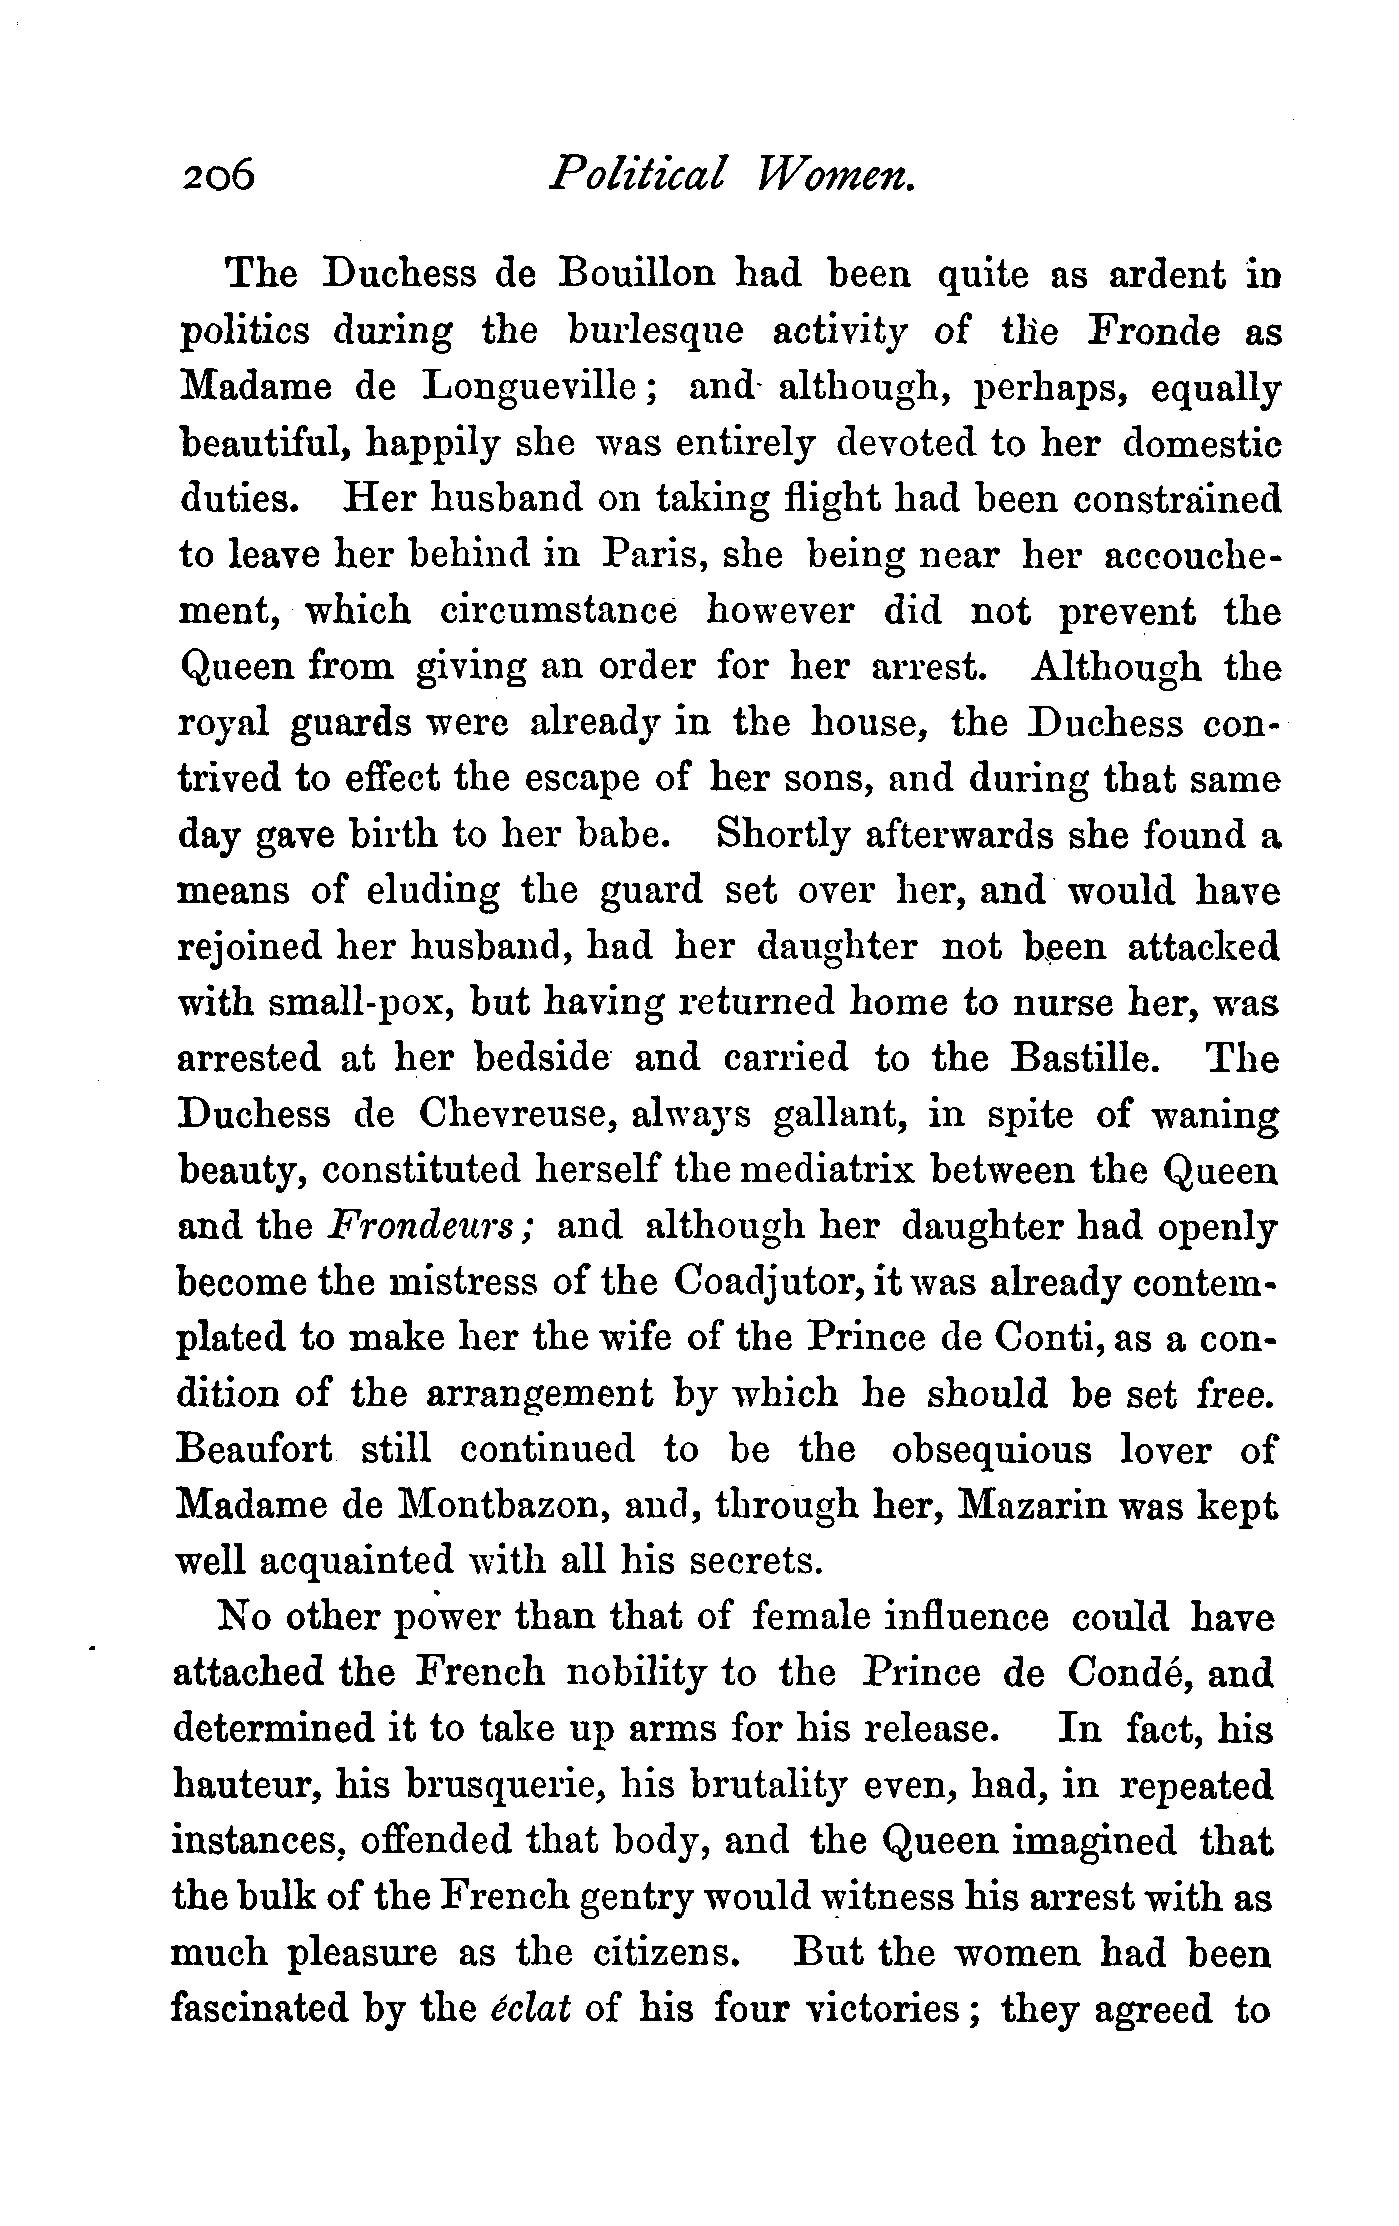 206 Political Women.
The Duchess de Bouillon had been quite as ardent in
politics during the burlesque activity of the Fronde as
Madame de Longueville; and although, perhaps, equally
beautiful, happily she was entirely devoted to her domestic
duties. Her husband on taking flight had been constrained
to leave her behind in Paris, she being near her accouche-
ment, which circumstance however did not prevent the
Queen from giving an order for her arrest. Although the
royal guards were already in the house, the Duchess con-
trived to effect the escape of her sons, and during that same
day gave birth to her babe. Shortly afterwards she found a
means of eluding the guard set over her, and would have
rejoined her husband, had her daughter not been attacked
with small-pox, but having returned home to nurse her, was
arrested at her bedside and carried to the Bastille. The
Duchess de Chevreuse, always gallant, in spite of waning
beauty, constituted herself the mediatrix between the Queen
and the Frondeurs; and although her daughter had openly
become the mistress of the Coadjutor, it was already contem-
plated to make her the wife of the Prince de Conti, as a con-
dition of the arrangement by which he should be set free.
Beaufort still continued to be the obsequious lover of
Madame de Montbazon, and, through her, Mazarin was kept
well acquainted with all his secrets.
No other power than that of female influence could have
attached the French nobility to the Prince de Condé, and
determined it to take up arms for his release. In fact, his
hauteur, his brusquerie, his brutality even, had, in repeated
instances, offended that body, and the Queen imagined that
the bulk of the French gentry would witness his arrest with as
much pleasure as the citizens. But the women had been
fascinated by the éclat of his four victories; they agreed to